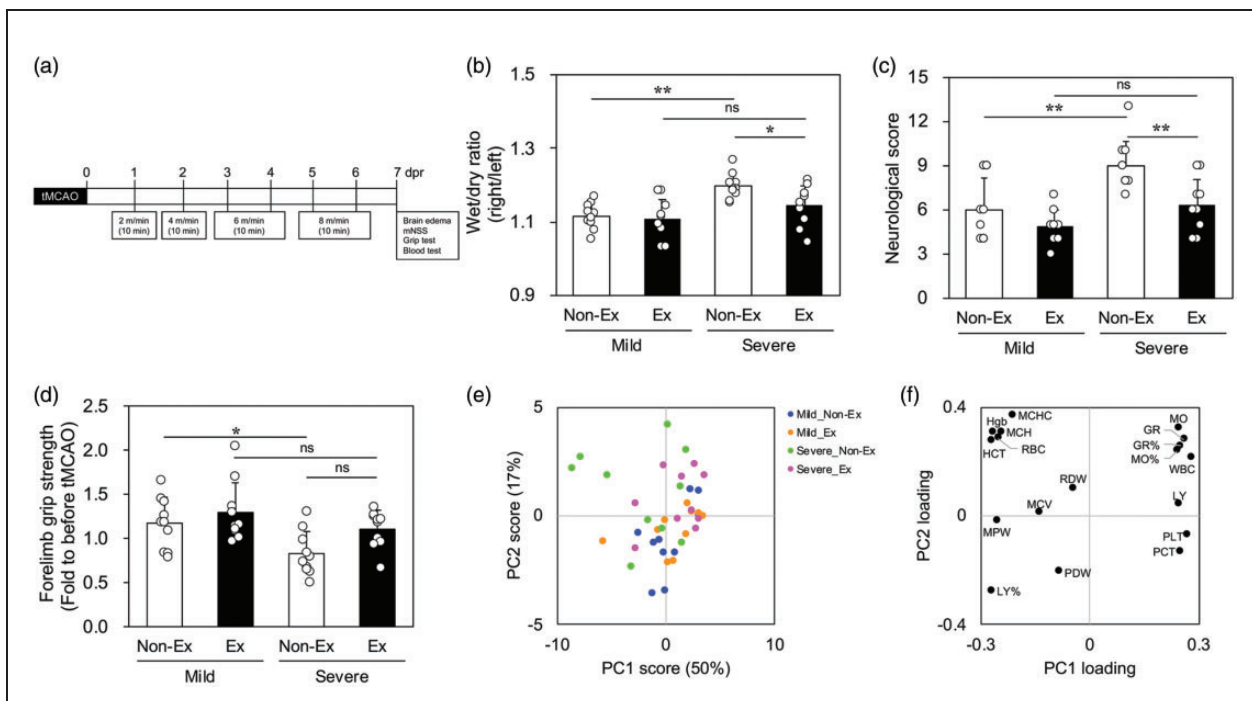 (a)
0 1 2 3 4 5 6 7 dpr
tMCAO
2 m/min
(10 min)
4 m/min
(10 min)
6 m/min
(10 min)
8 m/min
(10 min)
Brain edema
mNSS
Grip test
Blood test
(b)
Wet/dry ratio
(right/left)
1.5
1.3
1.1
0.9
**
ns
*
Non-Ex Ex Non-Ex Ex
Mild Severe
(c)
Neurological score
15
12
9
6
3
0
ns
**
**
Non-Ex Ex Non-Ex Ex
Mild Severe
(d)
Forelimb grip strength
(Fold to before tMCAO)
2.5
2.0
1.5
1.0
0.5
0.0
*
ns
ns
Non-Ex Ex Non-Ex Ex
Mild Severe
(e)
PC2 score (17%)
5
0
-5
-10 0 10
PC1 score (50%)
Mild_Non-Ex
Mild_Ex
Severe_Non-Ex
Severe_Ex
(f)
PC2 loading
0.4
0
-0.4
MCHC
Hgb
MCH
HCT
RBC
MO
GR
GR%
MO%
WBC
RDW
LY
MCV
MPW
PLT
PCT
PDW
LY%
-0.3 0 0.3
PC1 loading